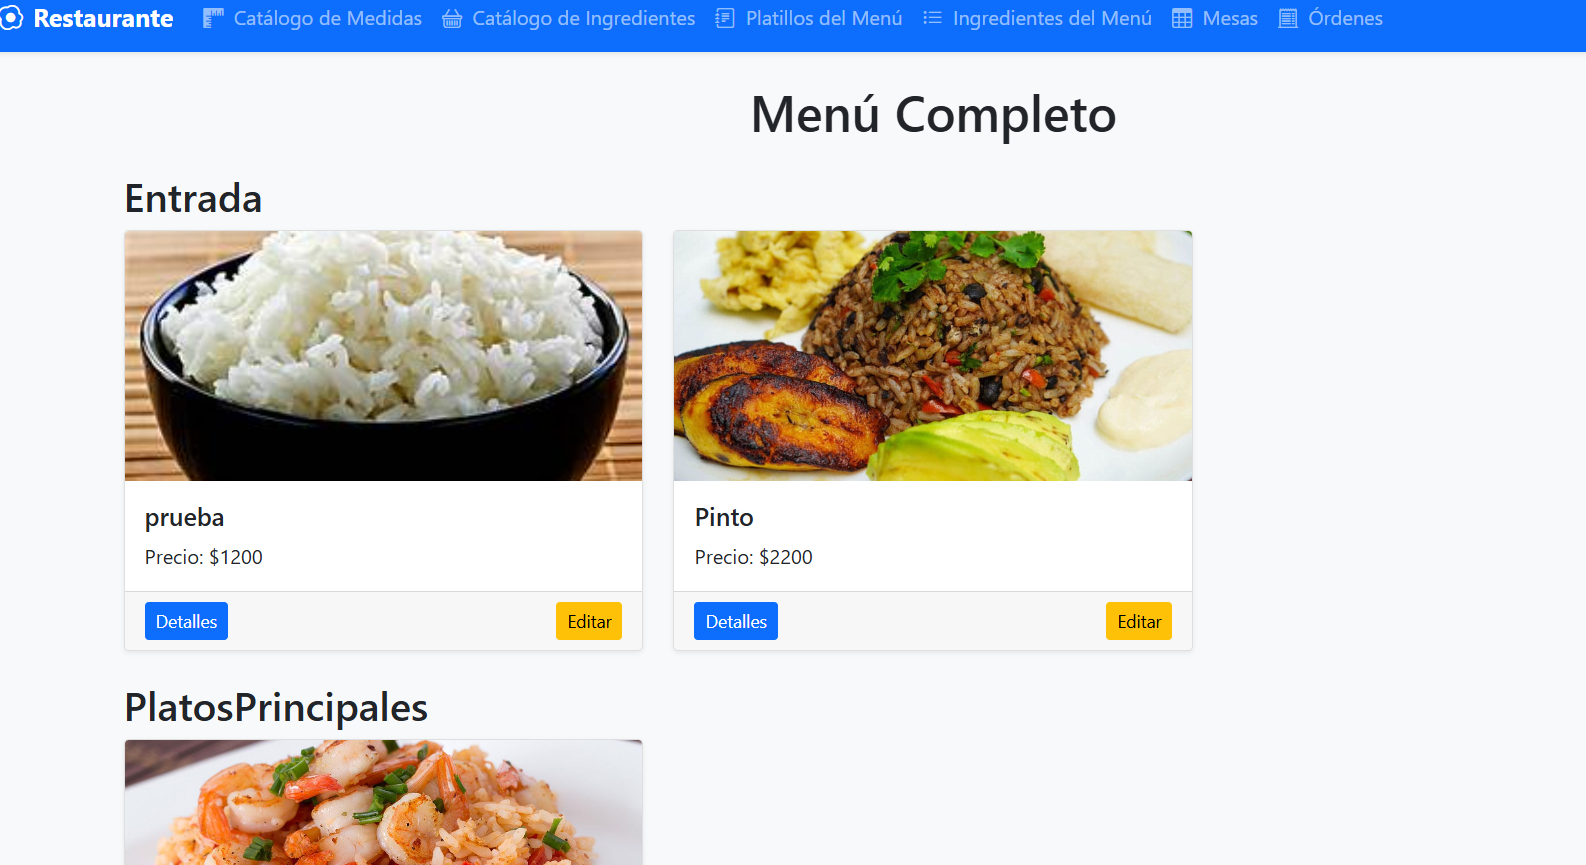 Restaurante Catálogo de Medidas Catálogo de Ingredientes Platillos del Menú Ingredientes del Menú Mesas Órdenes
Menú Completo
Entrada
prueba
Precio: $1200
Detalles Editar
Pinto
Precio: $2200
Detalles Editar
PlatosPrincipales